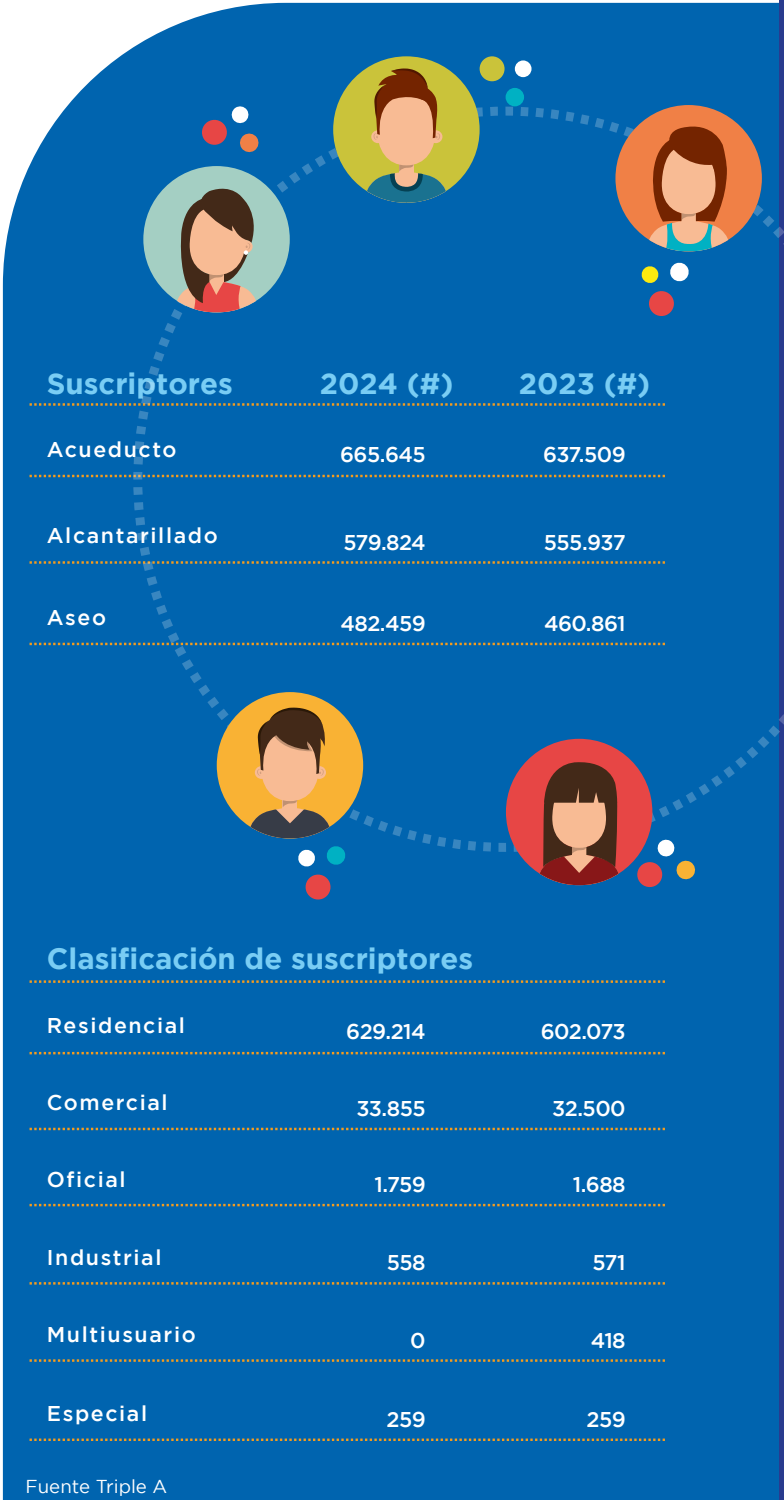 Suscriptores 2024 (#) 2023 (#)
Acueducto 665.645 637.509
Alcantarillado 579.824 555.937
Aseo 482.459 460.861
Clasificación de suscriptores
Residencial 629.214 602.073
Comercial 33.855 32.500
Oficial 1.759 1.688
Industrial 558 571
Multiusuario 0 418
Especial 259 259
Fuente Triple A